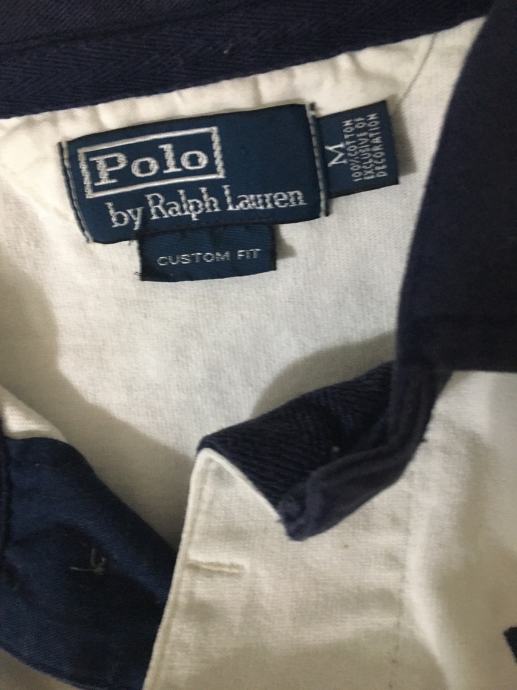 Polo
by Ralph Lauren
CUSTOM FIT
M
100%COTTON
EXCLUSIVE OF
DECORATION